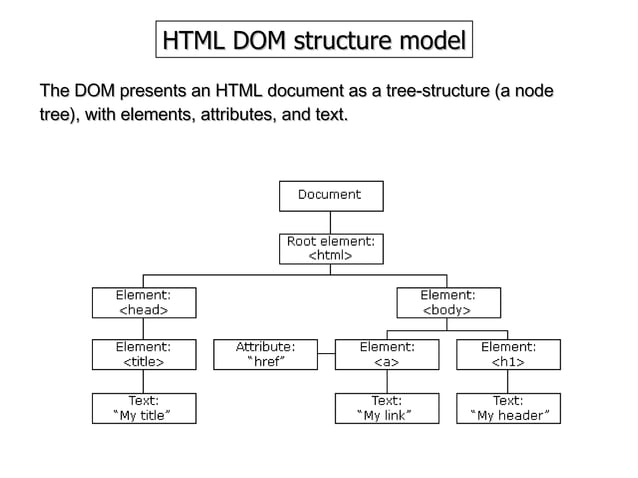 HTML DOM structure model
The DOM presents an HTML document as a tree-structure (a node
tree), with elements, attributes, and text.
Document
Root element:
<html>
Element:
<head>
Element:
<body>
Element:
<title>
Attribute:
“href”
Element:
<a>
Element:
<h1>
Text:
“My title”
Text:
“My link”
Text:
“My header”